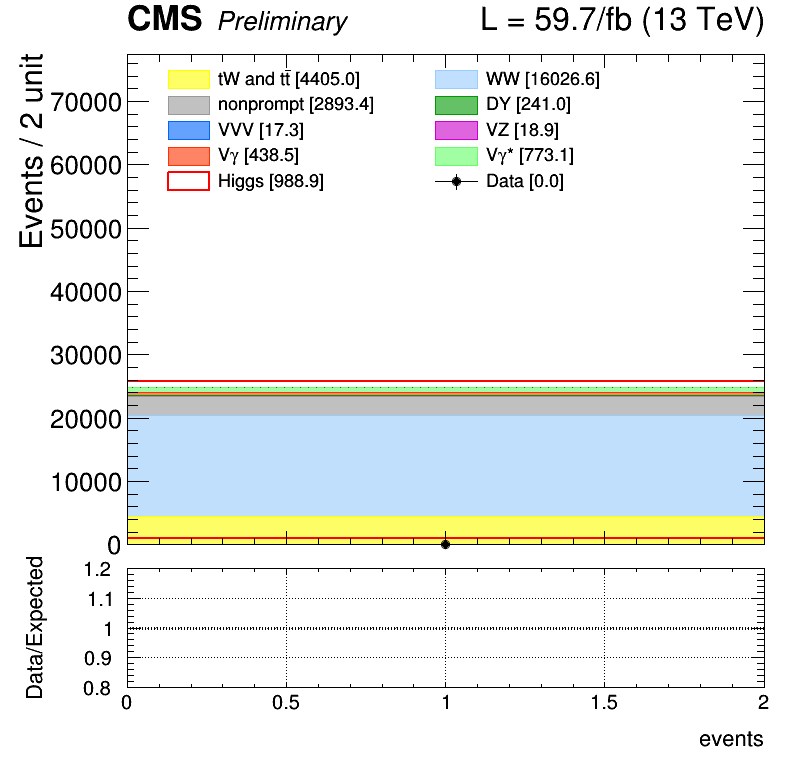 CMS Preliminary L = 59.7/fb (13 TeV)
Events / 2 unit
tW and tt̄ [4405.0] WW [16026.6]
nonprompt [2893.4] DY [241.0]
VVV [17.3] VZ [18.9]
Vγ [438.5] Vγ* [773.1]
Higgs [988.9] Data [0.0]
70000
60000
50000
40000
30000
20000
10000
0
Data/Expected
1.2
1.1
1
0.9
0.8
0 0.5 1 1.5 2
events